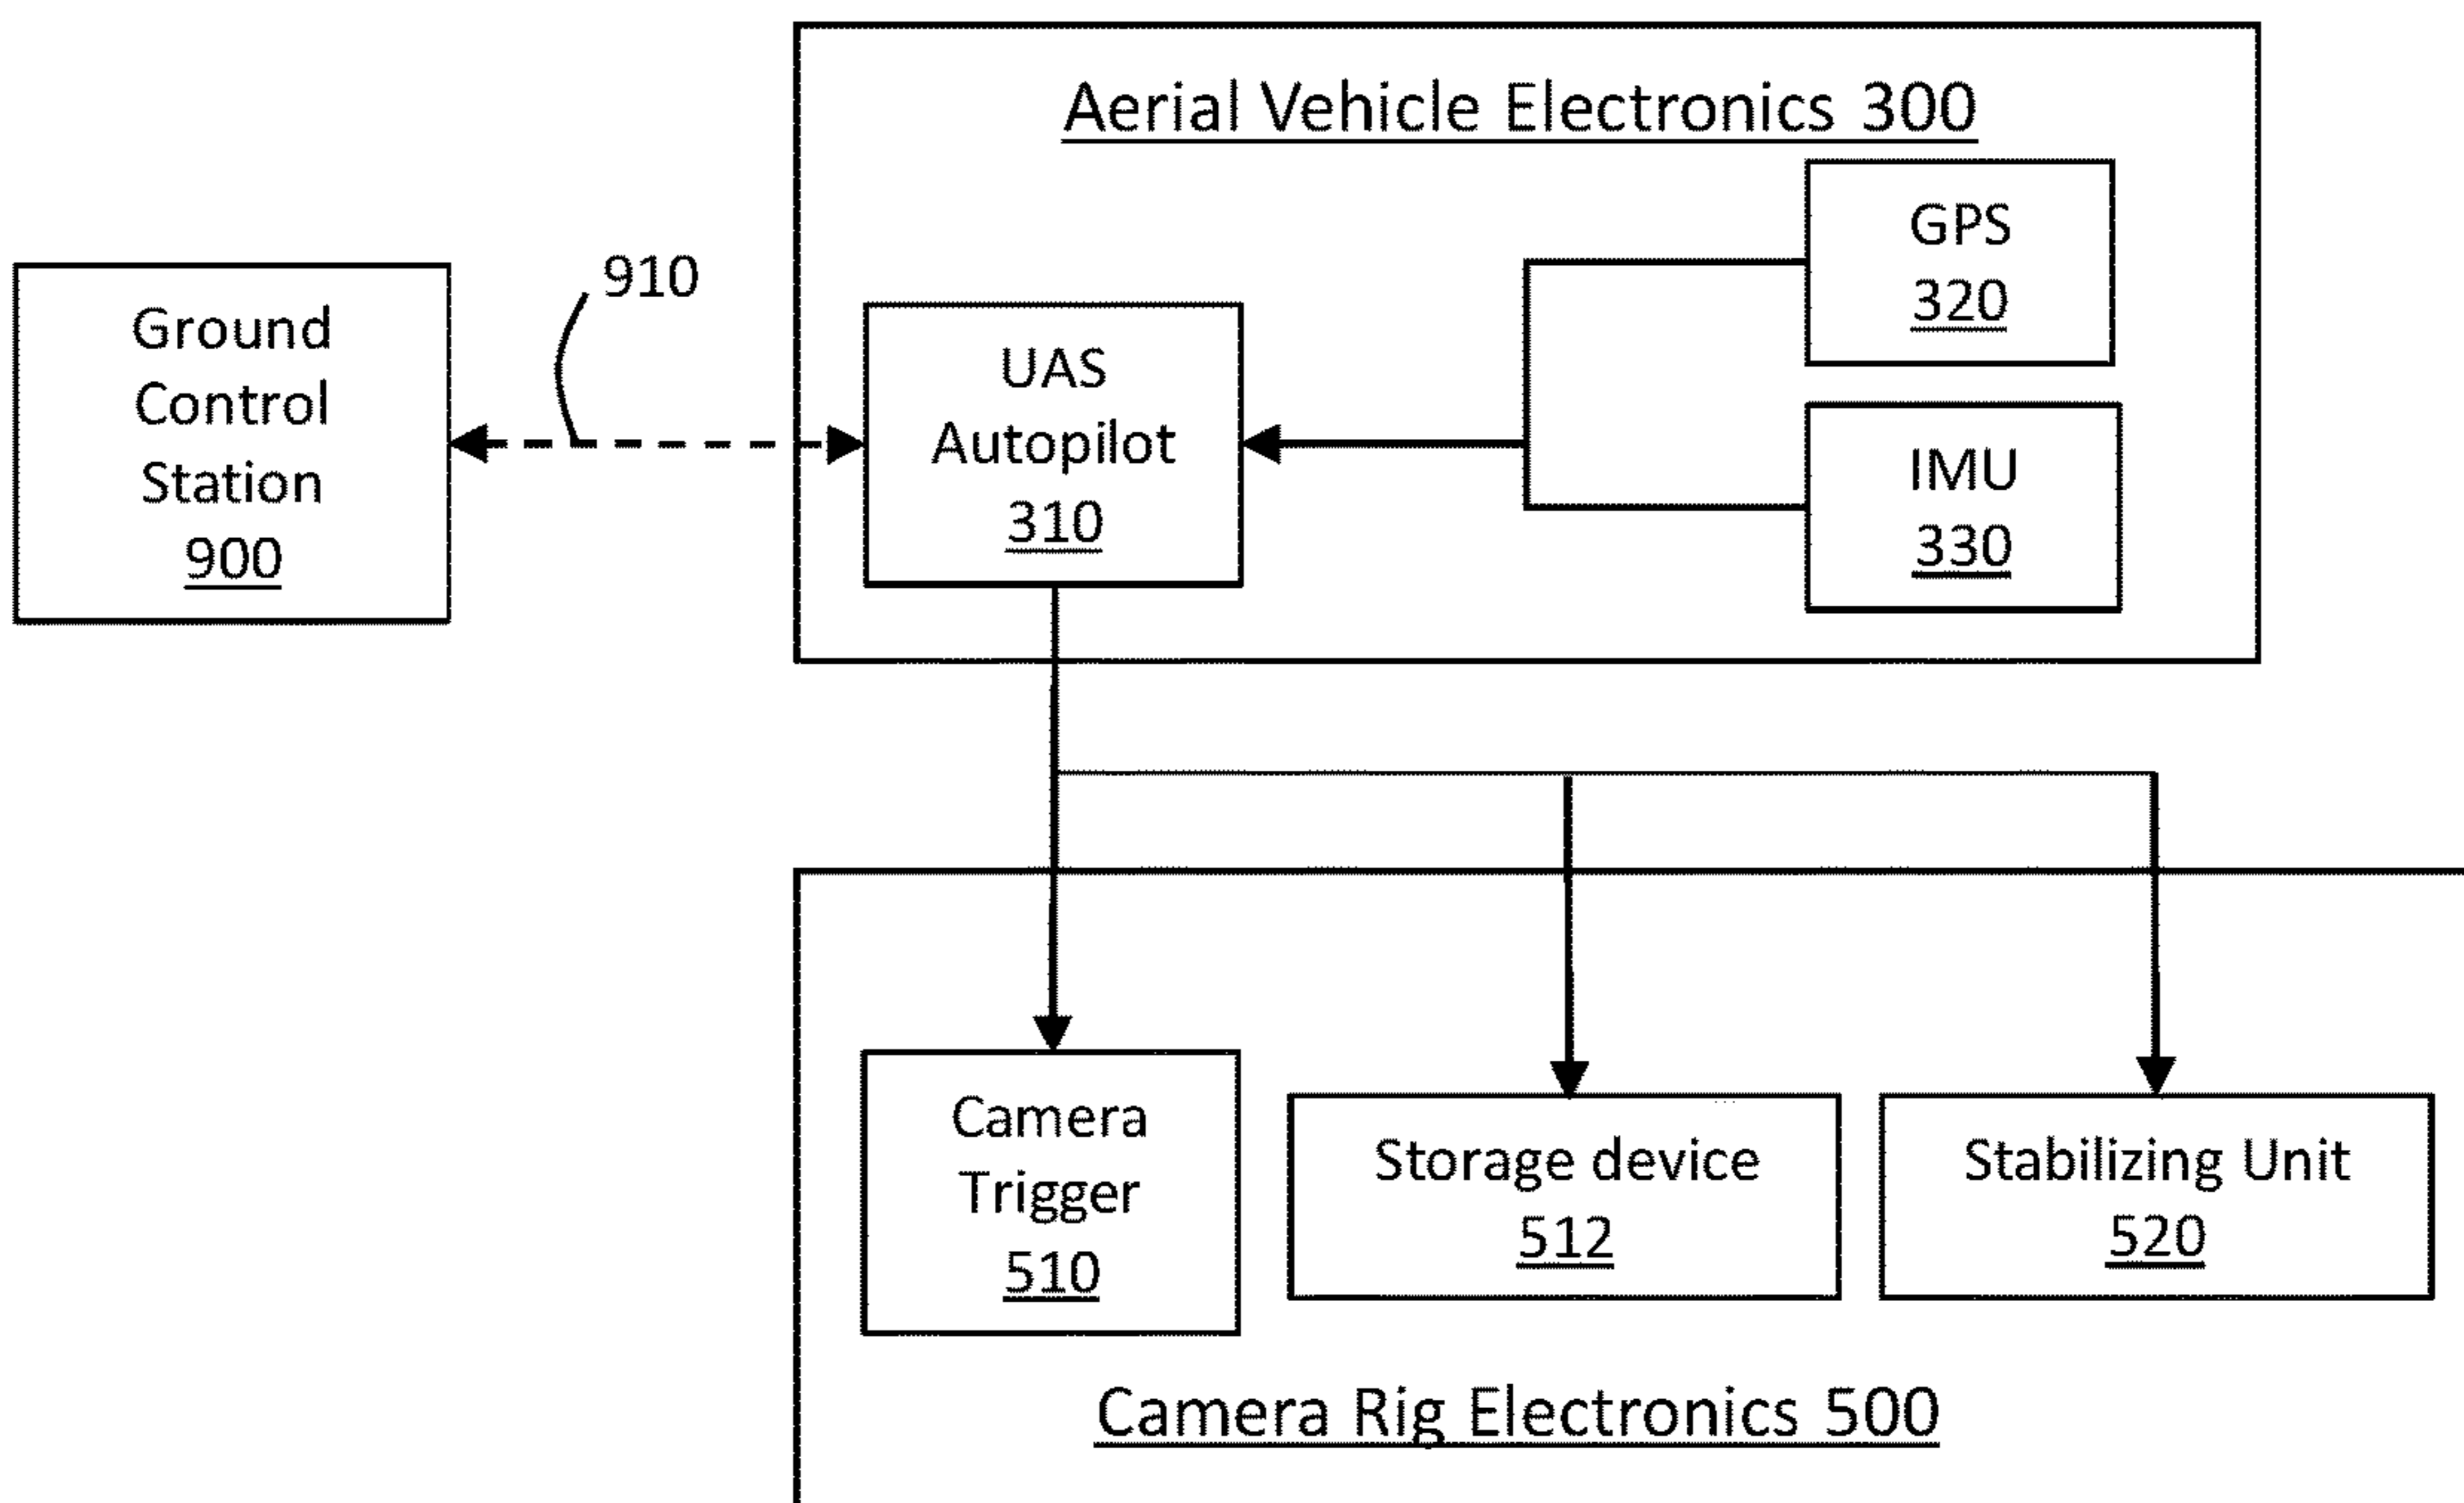 Aerial Vehicle Electronics 300
GPS
320
910
Ground
Control
Station
900
UAS
Autopilot
310
IMU
330
Camera
Trigger
510
Storage device
512
Stabilizing Unit
520
Camera Rig Electronics 500